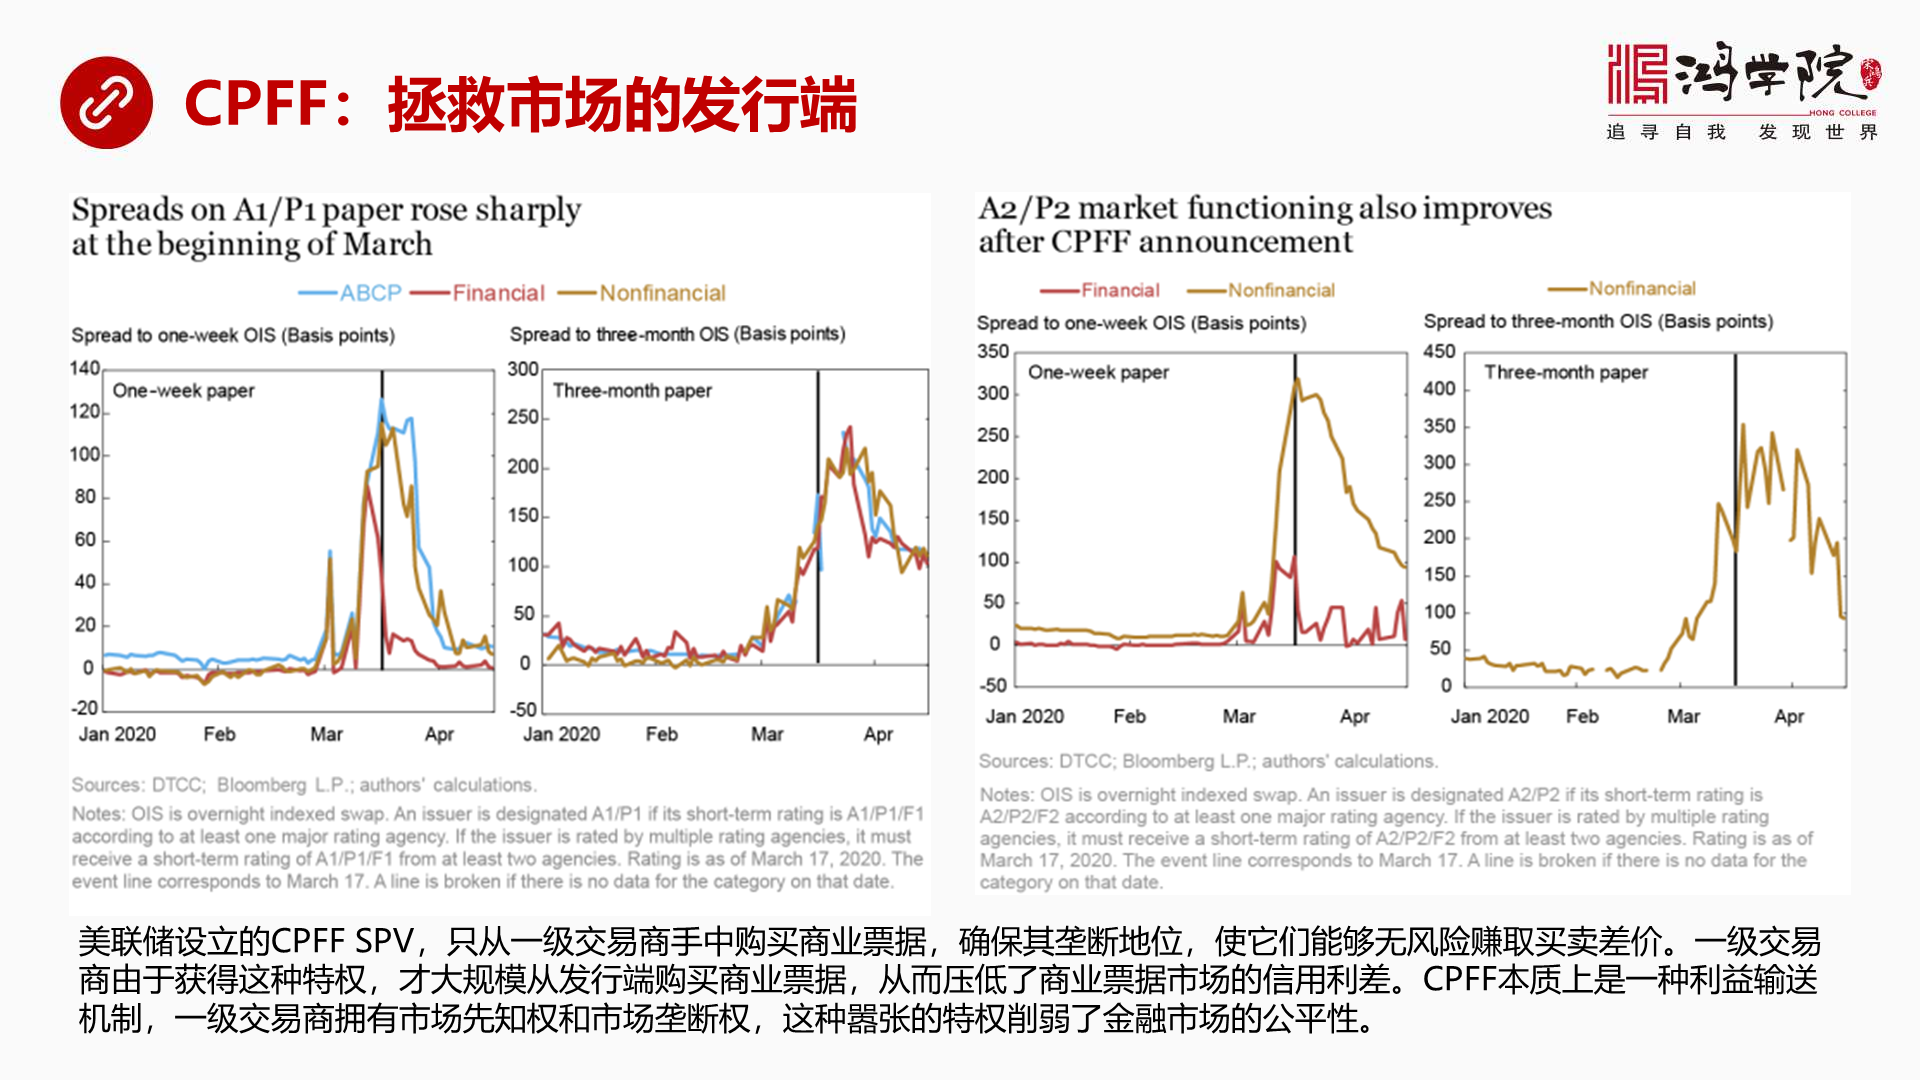 CPFF：拯救市场的发行端
鸿学院
HONG COLLEGE
追寻自我 发现世界
Spreads on A1/P1 paper rose sharply
at the beginning of March
ABCP Financial Nonfinancial
Spread to one-week OIS (Basis points)
140
120
100
80
60
40
20
0
-20
One-week paper
Jan 2020 Feb Mar Apr
Spread to three-month OIS (Basis points)
300
250
200
150
100
50
0
-50
Three-month paper
Jan 2020 Feb Mar Apr
Sources: DTCC; Bloomberg L.P.; authors' calculations.
Notes: OIS is overnight indexed swap. An issuer is designated A1/P1 if its short-term rating is A1/P1/F1
according to at least one major rating agency. If the issuer is rated by multiple rating agencies, it must
receive a short-term rating of A1/P1/F1 from at least two agencies. Rating is as of March 17, 2020. The
event line corresponds to March 17. A line is broken if there is no data for the category on that date.
A2/P2 market functioning also improves
after CPFF announcement
Financial Nonfinancial
Spread to one-week OIS (Basis points)
350
300
250
200
150
100
50
0
-50
One-week paper
Jan 2020 Feb Mar Apr
Nonfinancial
Spread to three-month OIS (Basis points)
450
400
350
300
250
200
150
100
50
0
Three-month paper
Jan 2020 Feb Mar Apr
Sources: DTCC; Bloomberg L.P.; authors' calculations.
Notes: OIS is overnight indexed swap. An issuer is designated A2/P2 if its short-term rating is
A2/P2/F2 according to at least one major rating agency. If the issuer is rated by multiple rating
agencies, it must receive a short-term rating of A2/P2/F2 from at least two agencies. Rating is as of
March 17, 2020. The event line corresponds to March 17. A line is broken if there is no data for the
category on that date.
美联储设立的CPFF SPV，只从一级交易商手中购买商业票据，确保其垄断地位，使它们能够无风险赚取买卖差价。一级交易
商由于获得这种特权，才大规模从发行端购买商业票据，从而压低了商业票据市场的信用利差。CPFF本质上是一种利益输送
机制，一级交易商拥有市场先知权和市场垄断权，这种嚣张的特权削弱了金融市场的公平性。